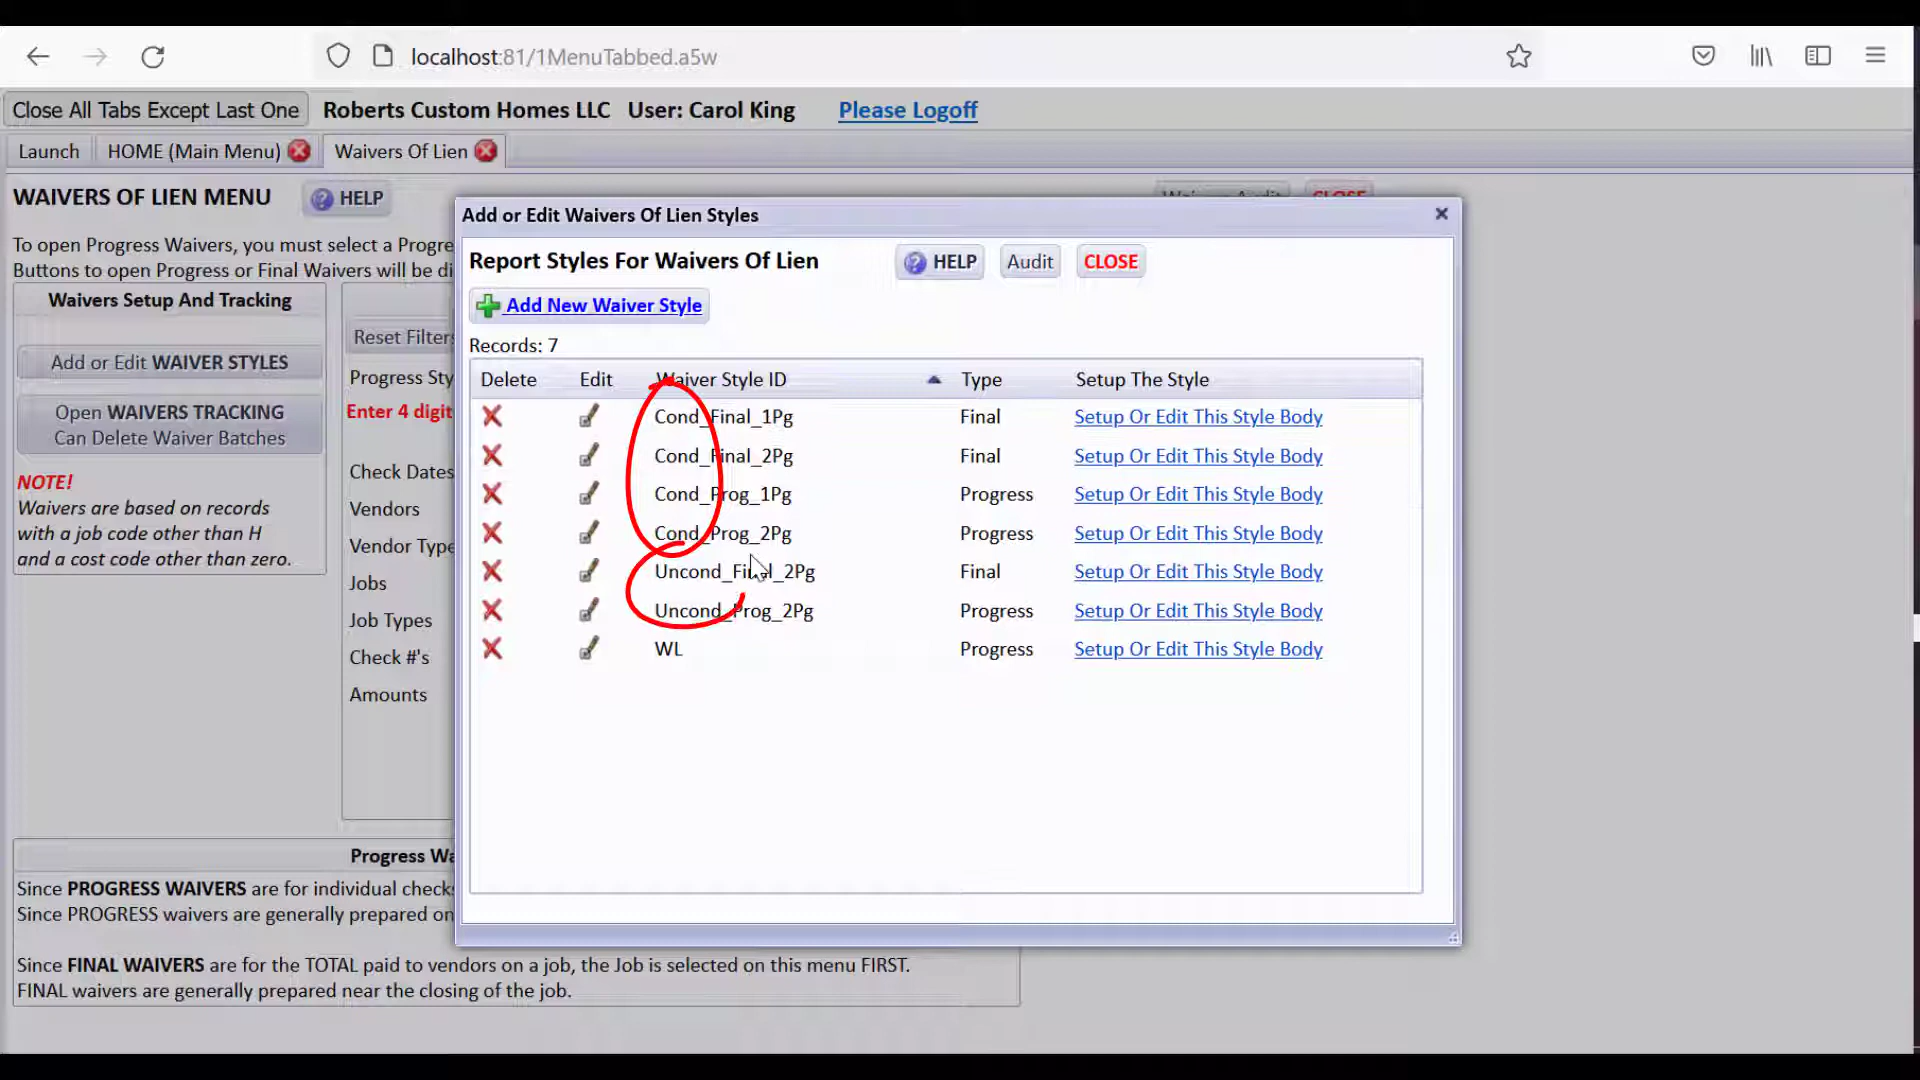 localhost:81/1MenuTabbed.a5w
Close All Tabs Except Last One Roberts Custom Homes LLC User: Carol King Please Logoff
Launch HOME (Main Menu) Waivers Of Lien
WAIVERS OF LIEN MENU HELP
Waivers Audit CLOSE
To open Progress Waivers, you must select a Progre
Buttons to open Progress or Final Waivers will be di
Waivers Setup And Tracking
Add or Edit WAIVER STYLES
Open WAIVERS TRACKING
Can Delete Waiver Batches
NOTE!
Waivers are based on records
with a job code other than H
and a cost code other than zero.
Reset Filters
Progress Sty
Enter 4 digit
Check Dates
Vendors
Vendor Type
Jobs
Job Types
Check #'s
Amounts
Add or Edit Waivers Of Lien Styles
Report Styles For Waivers Of Lien HELP Audit CLOSE
Add New Waiver Style
Records: 7
Delete Edit Waiver Style ID Type Setup The Style
Cond_Final_1Pg Final Setup Or Edit This Style Body
Cond_Final_2Pg Final Setup Or Edit This Style Body
Cond_Prog_1Pg Progress Setup Or Edit This Style Body
Cond_Prog_2Pg Progress Setup Or Edit This Style Body
Uncond_Final_2Pg Final Setup Or Edit This Style Body
Uncond_Prog_2Pg Progress Setup Or Edit This Style Body
WL Progress Setup Or Edit This Style Body
Progress Wa
Since PROGRESS WAIVERS are for individual checks
Since PROGRESS waivers are generally prepared on
Since FINAL WAIVERS are for the TOTAL paid to vendors on a job, the Job is selected on this menu FIRST.
FINAL waivers are generally prepared near the closing of the job.